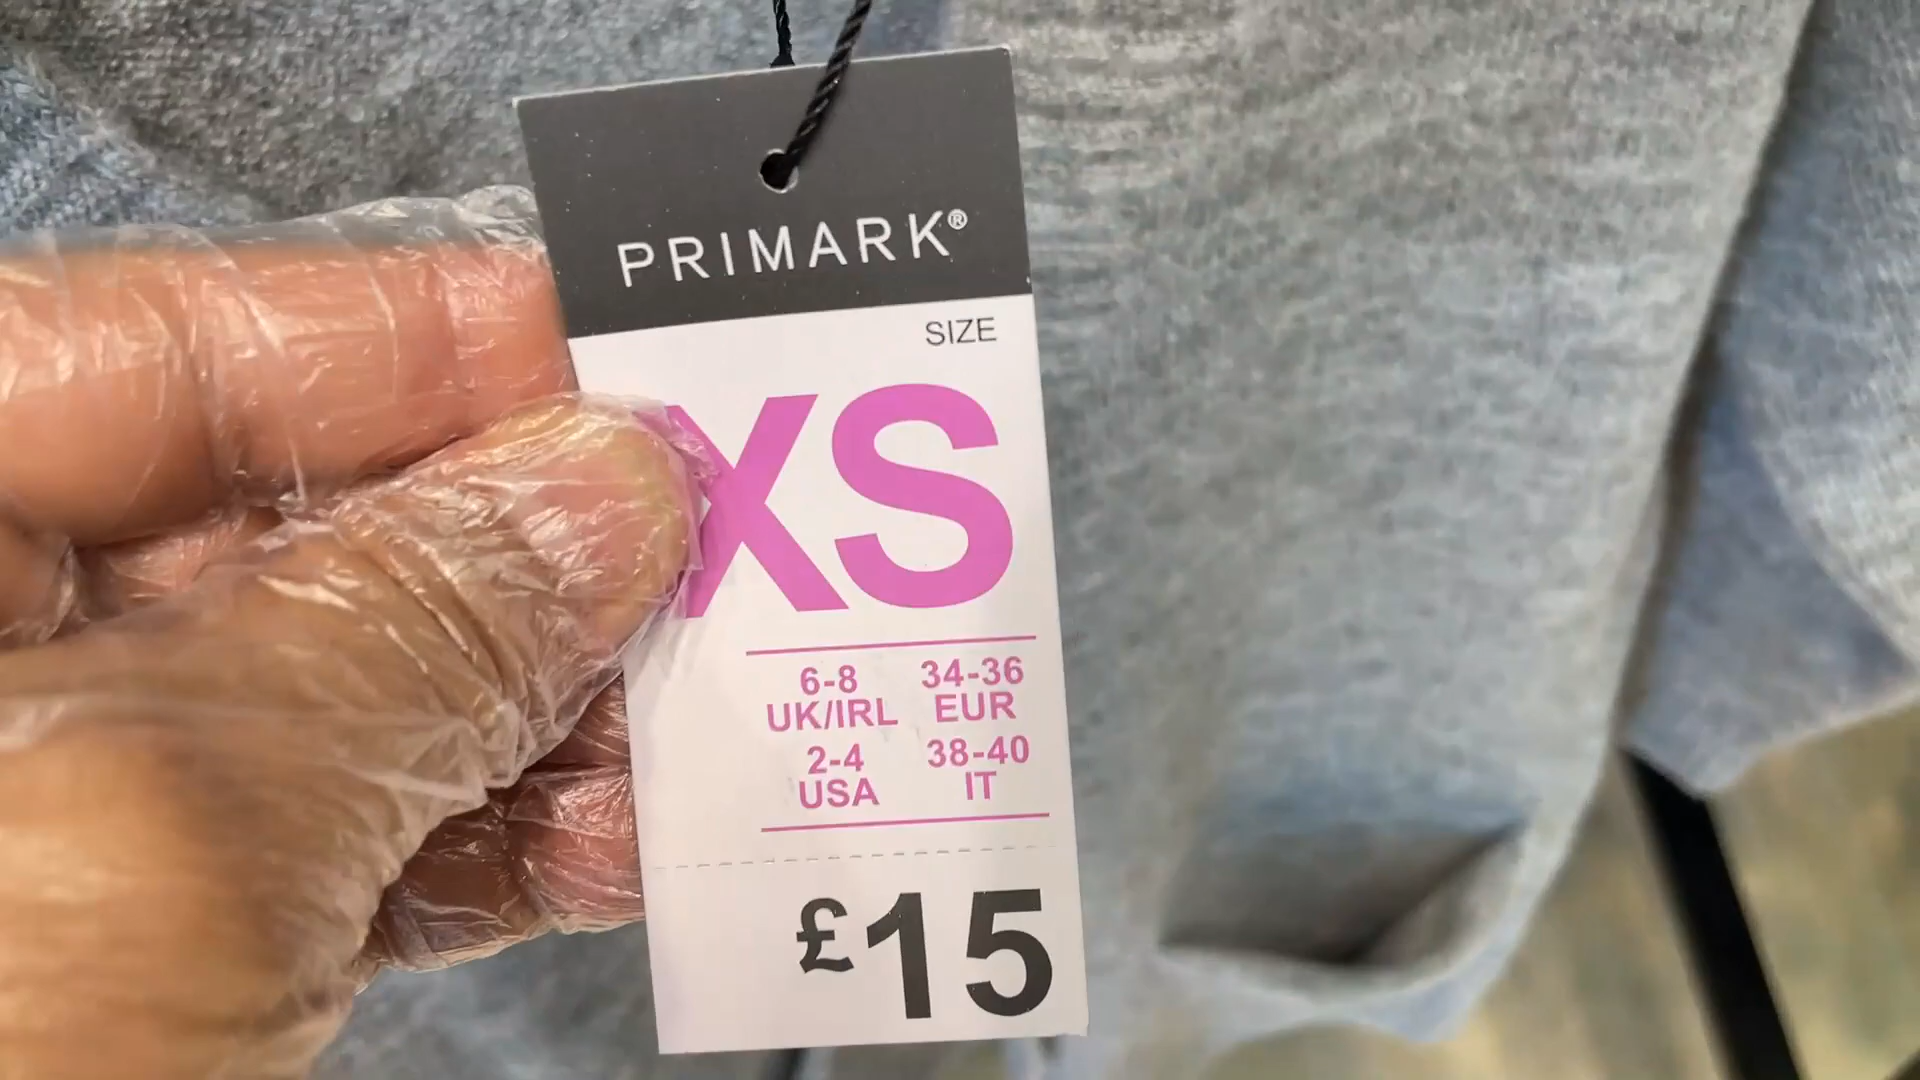 PRIMARK®
SIZE
XS
6-8 34-36
UK/IRL EUR
2-4 38-40
USA IT
£15